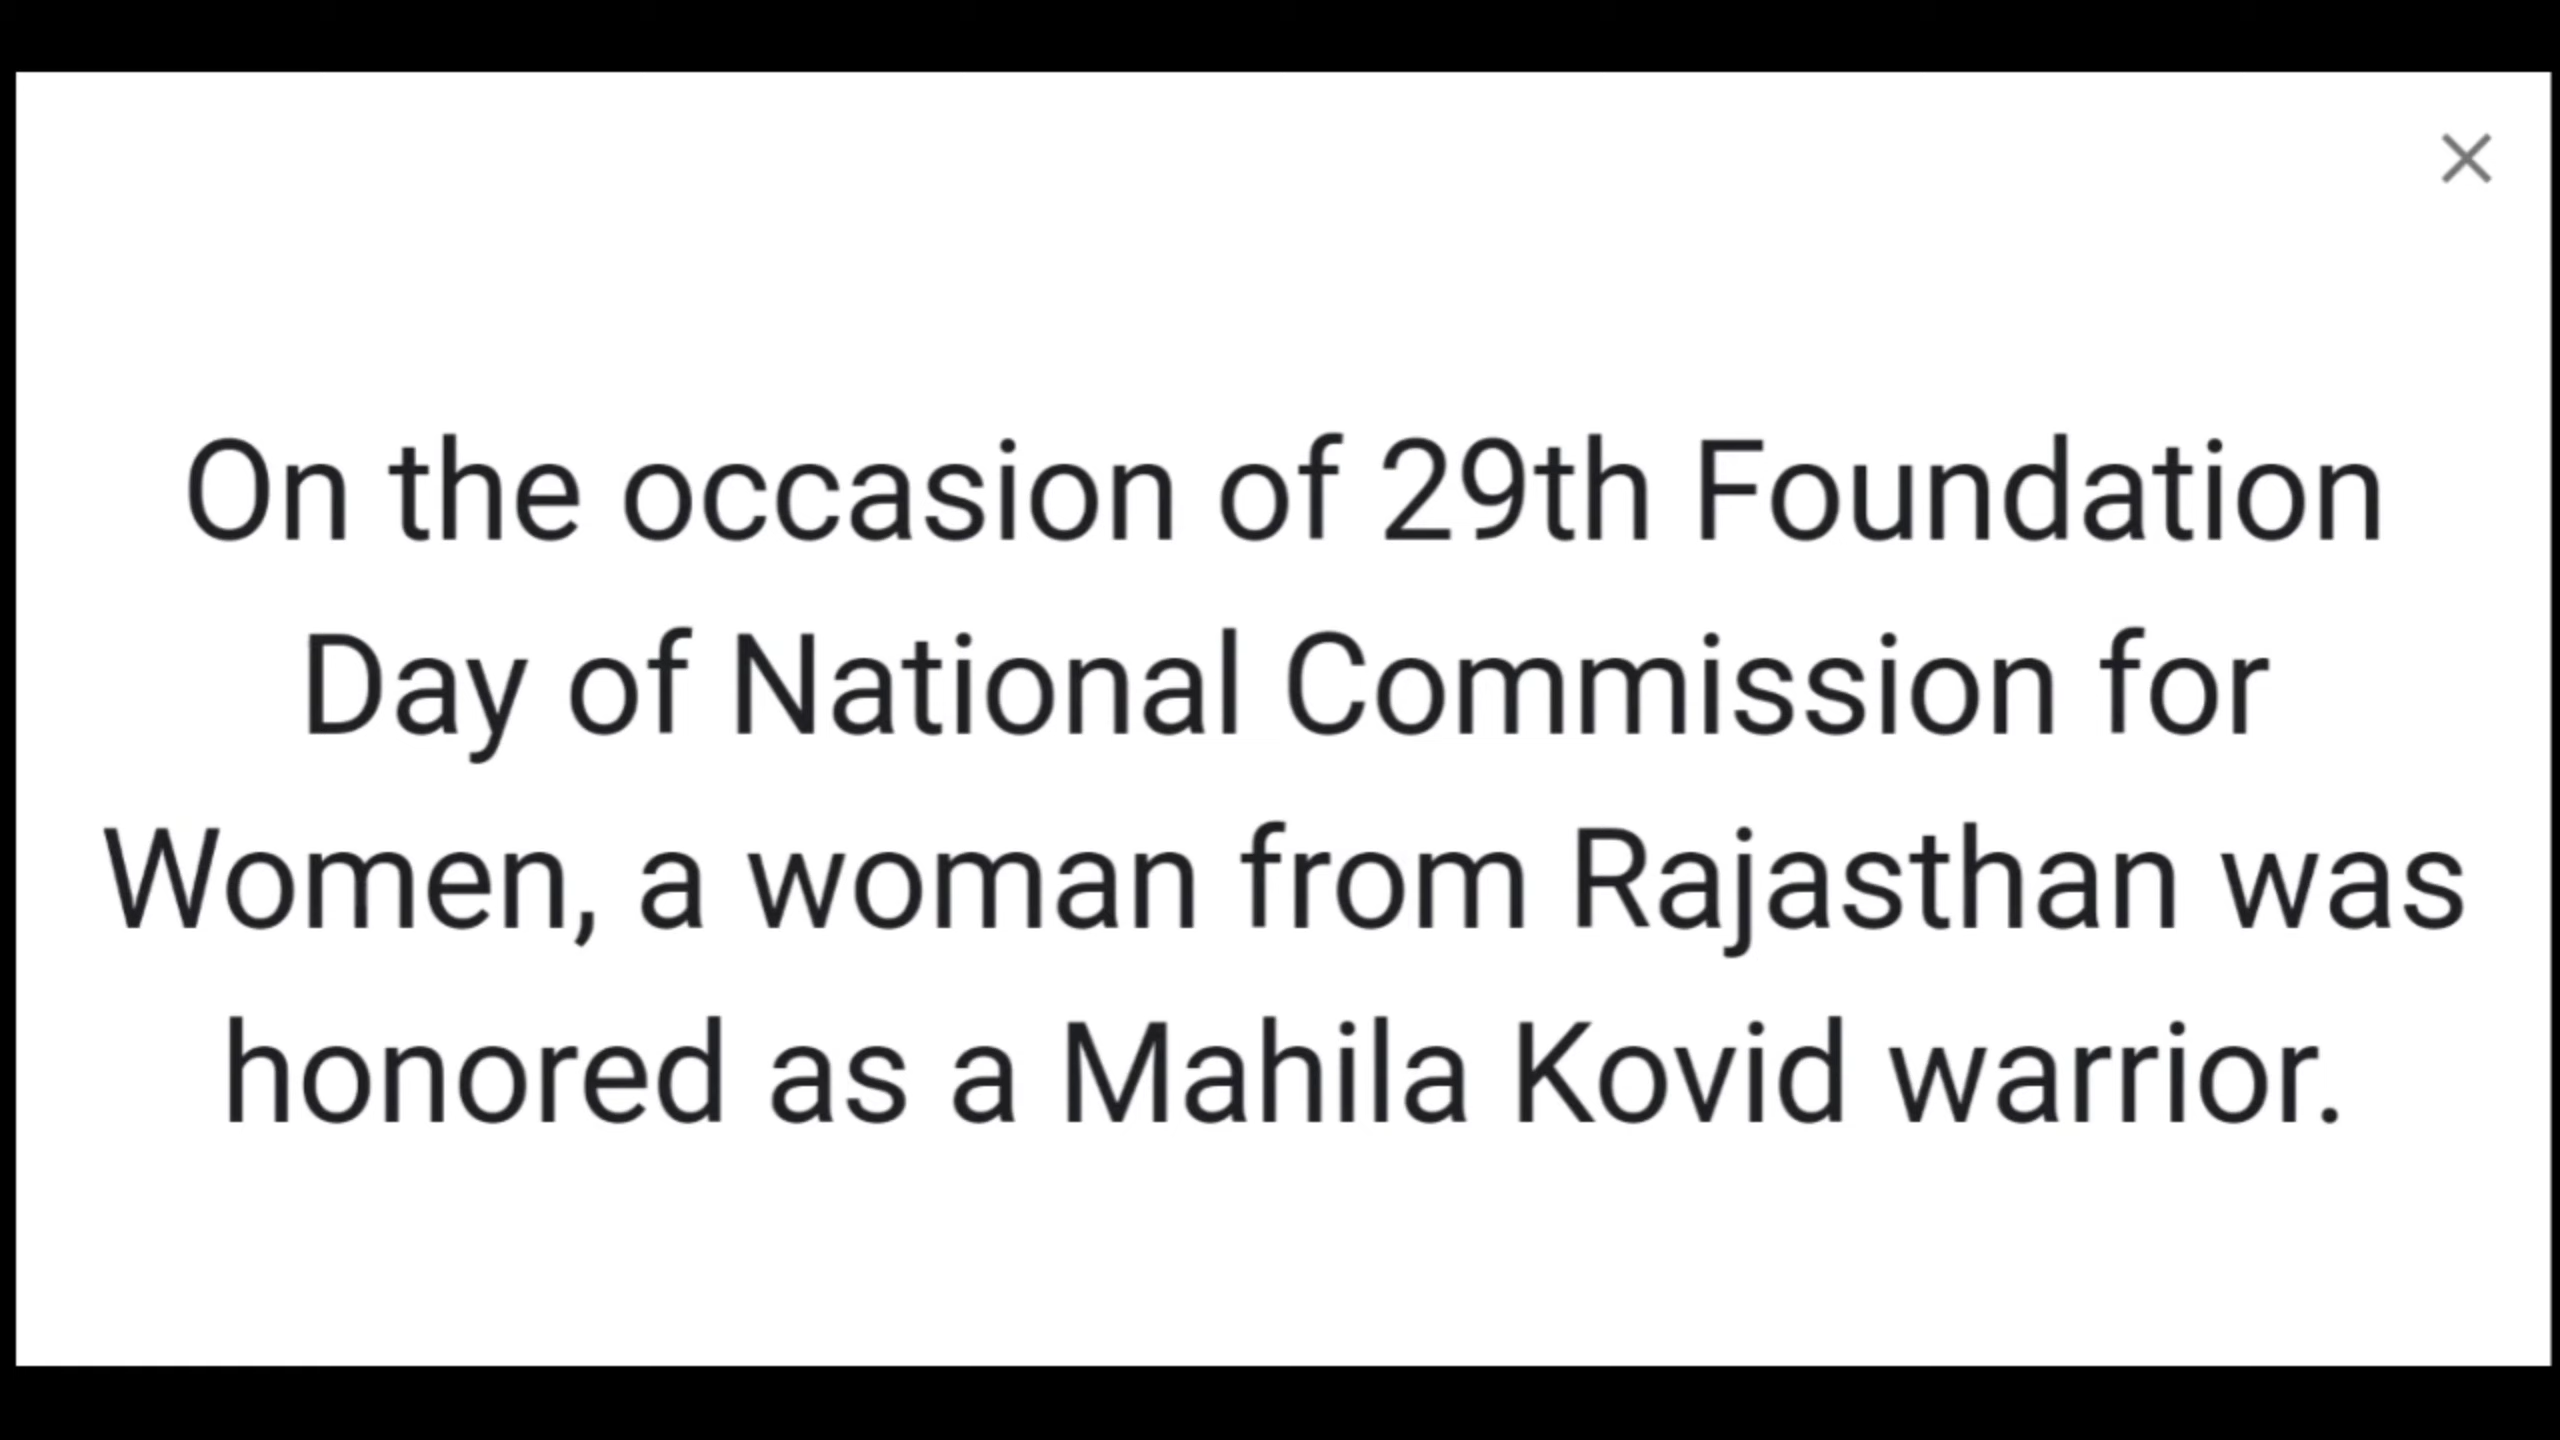 On the occasion of 29th Foundation
Day of National Commission for
Women, a woman from Rajasthan was
honored as a Mahila Kovid warrior.